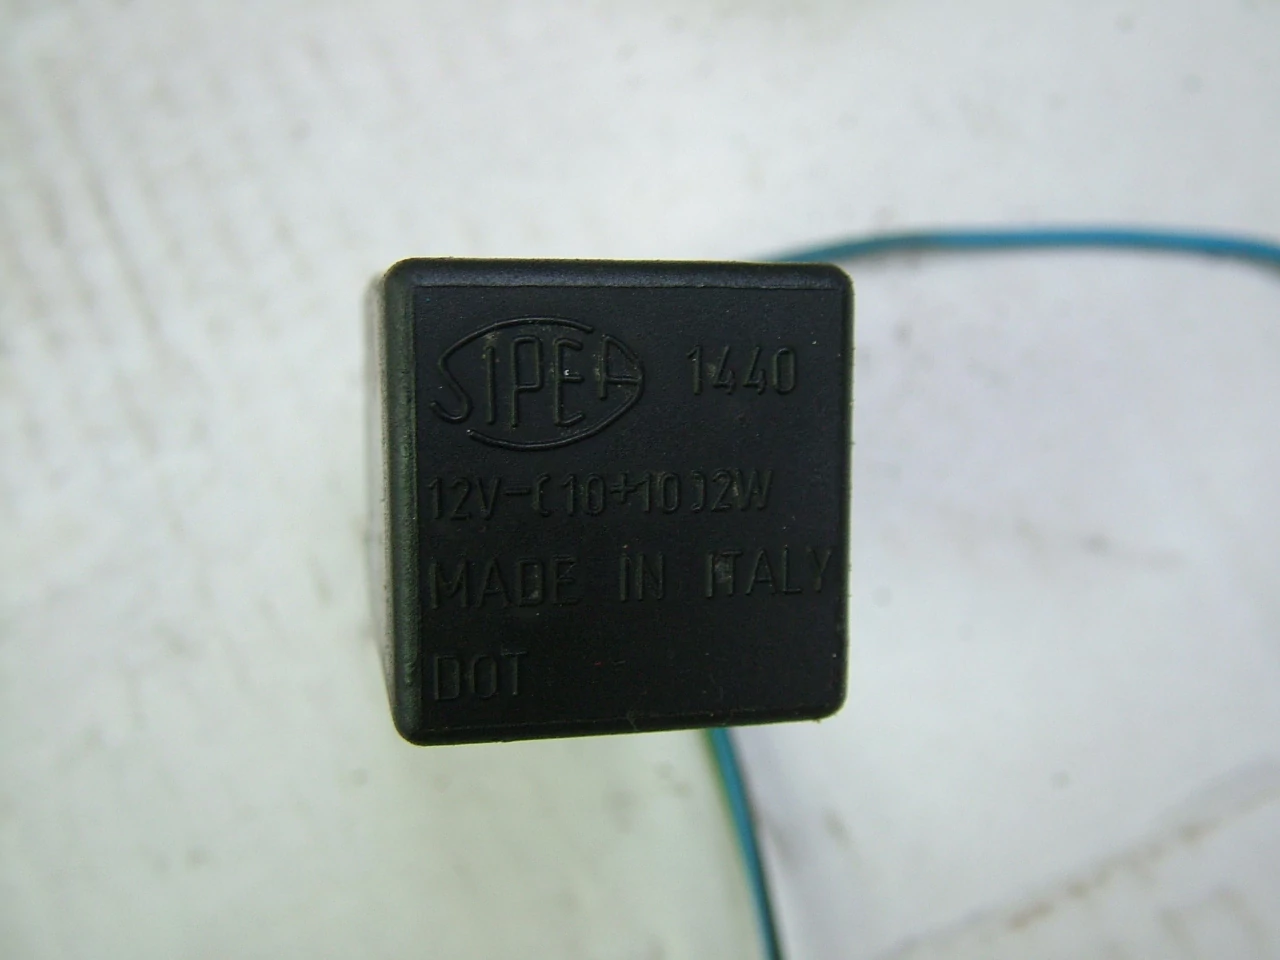 SIPEA 1440
12V-(10+10)2W
MADE IN ITALY
DOT